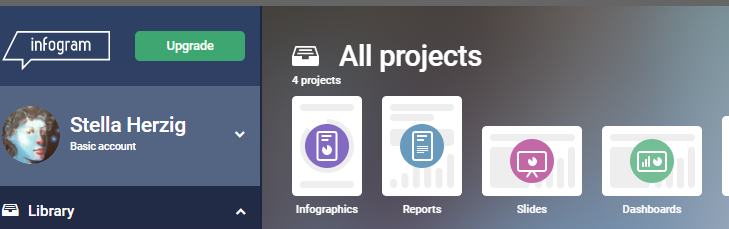 infogram
Upgrade
All projects
4 projects
Stella Herzig
Basic account
Library
Infographics
Reports
Slides
Dashboards